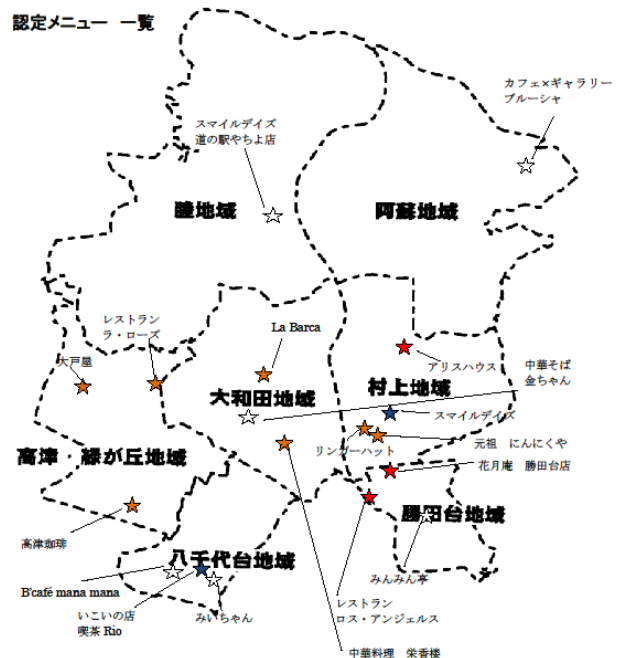 認定メニュー 一覧
カフェ×ギャラリー
ブルーシャ
スマイルデイズ
道の駅やちよ店
睦地域
阿蘇地域
レストラン
ラ・ローズ
La Barca
大戸屋
アリスハウス
中華そば
金ちゃん
大和田地域
村上地域
スマイルデイズ
リンガーハット
元祖 にんにくや
高津・緑が丘地域
花月庵 勝田台店
勝田台地域
高津珈琲
八千代台地域
みんみん亭
B'café mana mana
いこいの店
喫茶 Rio
みいちゃん
レストラン
ロス・アンジェルス
中華料理 栄香楼